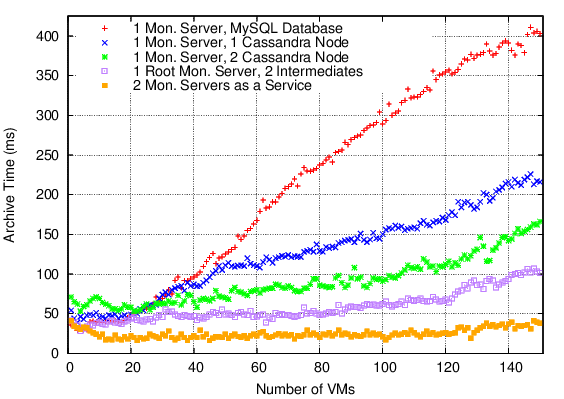 1 Mon. Server, MySQL Database
1 Mon. Server, 1 Cassandra Node
1 Mon. Server, 2 Cassandra Node
1 Root Mon. Server, 2 Intermediates
2 Mon. Servers as a Service
Archive Time (ms)
400
350
300
250
200
150
100
50
0
0 20 40 60 80 100 120 140
Number of VMs